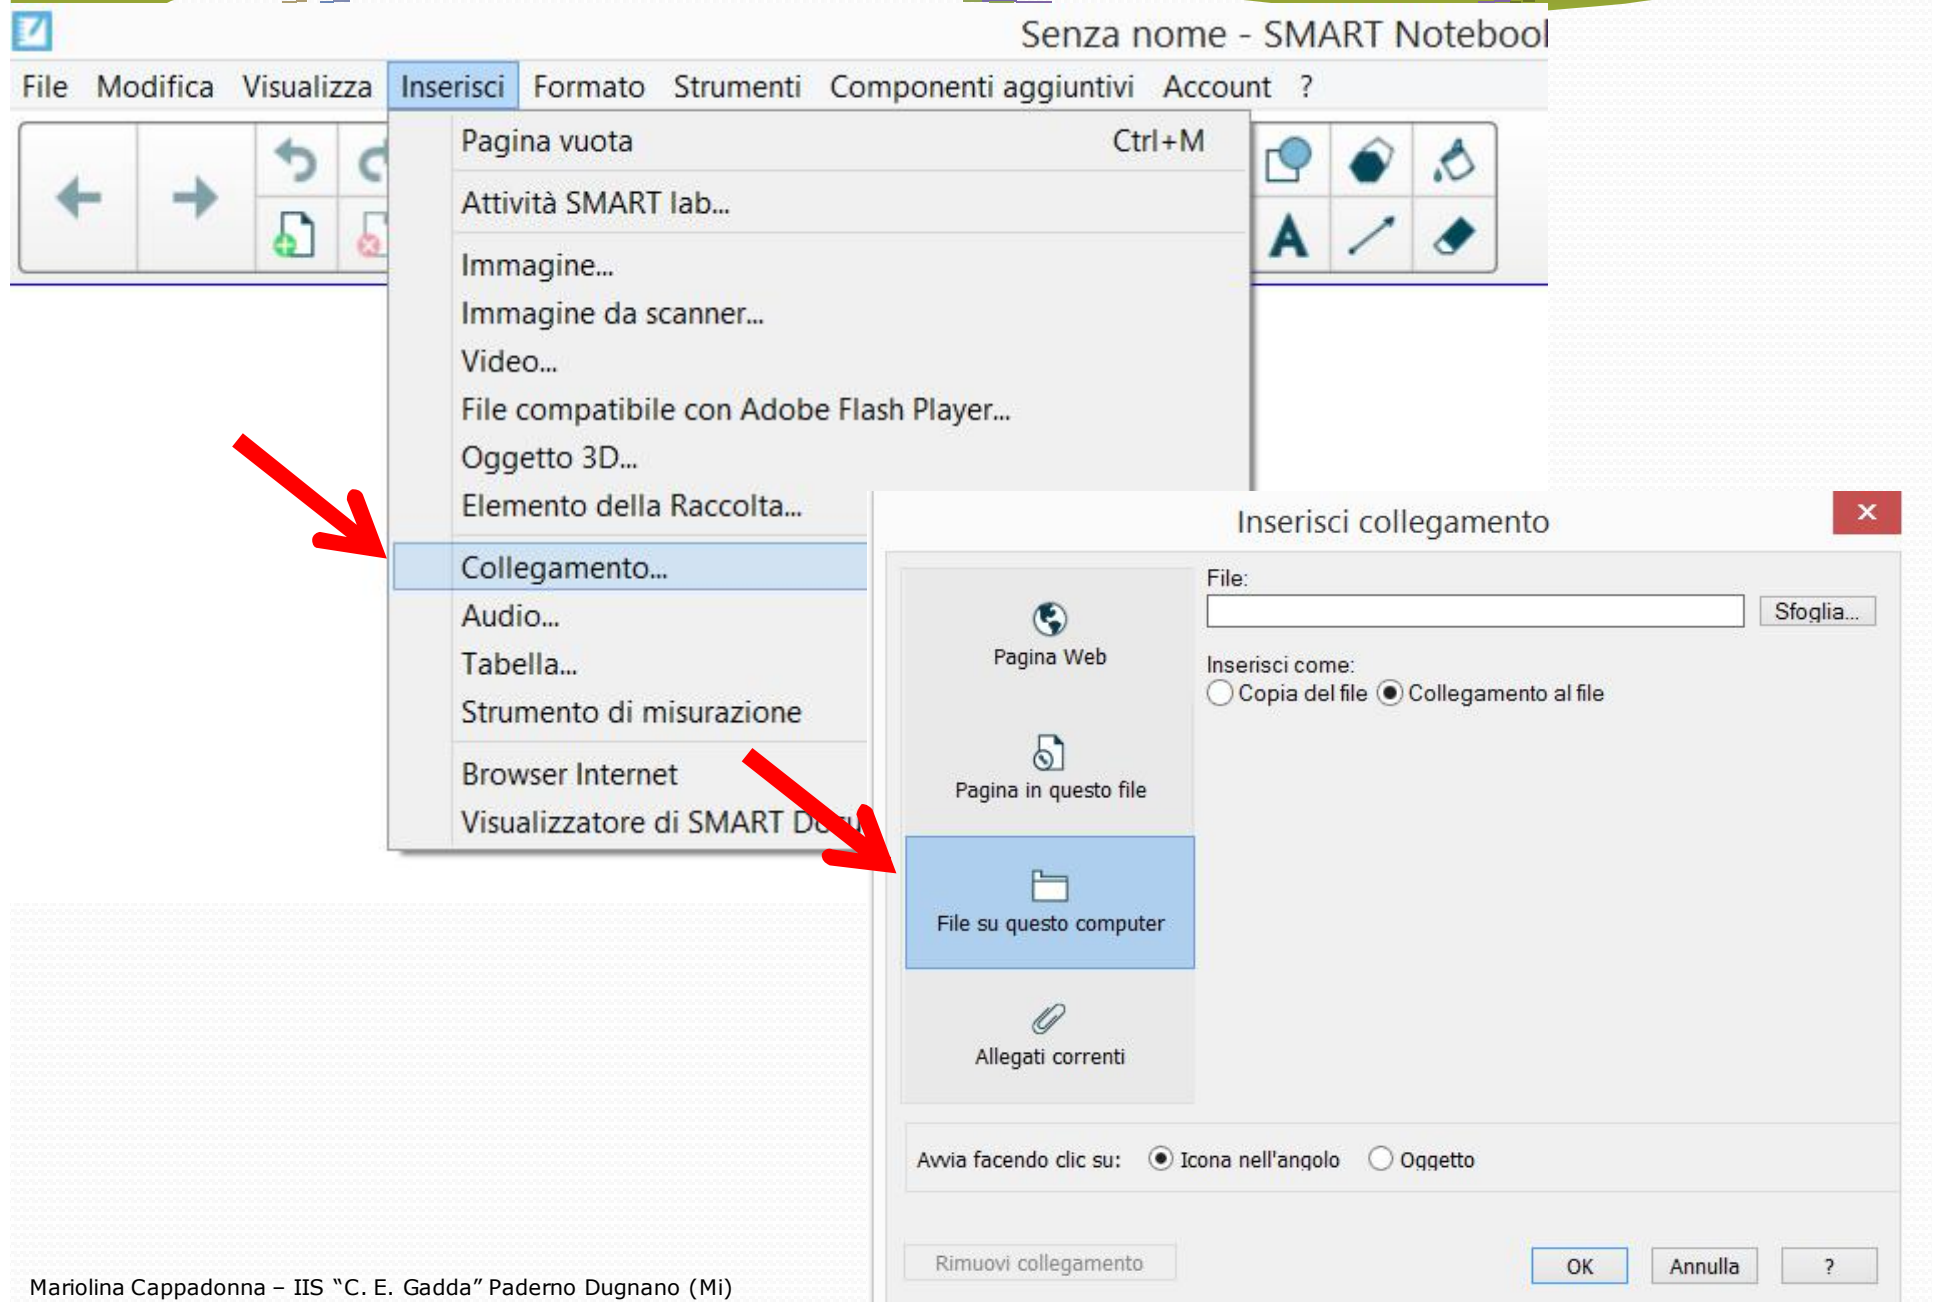 Senza nome - SMART Notebook
File Modifica Visualizza Inserisci Formato Strumenti Componenti aggiuntivi Account ?
Pagina vuota Ctrl+M
Attività SMART lab...
Immagine...
Immagine da scanner...
Video...
File compatibile con Adobe Flash Player...
Oggetto 3D...
Elemento della Raccolta...
Collegamento...
Audio...
Tabella...
Strumento di misurazione
Browser Internet
Visualizzatore di SMART Docu
A
Inserisci collegamento
File:
Sfoglia...
Pagina Web
Inserisci come:
Copia del file Collegamento al file
Pagina in questo file
File su questo computer
Allegati correnti
Avvia facendo clic su: Icona nell'angolo Oggetto
Rimuovi collegamento OK Annulla ?
Mariolina Cappadonna – IIS “C. E. Gadda” Paderno Dugnano (Mi)